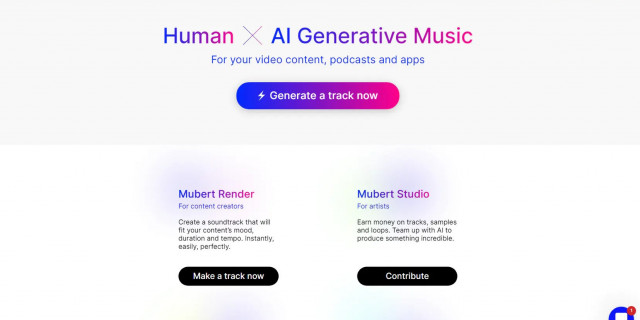 Human × AI Generative Music
For your video content, podcasts and apps
Generate a track now
Mubert Render
For content creators
Create a soundtrack that will
fit your content's mood,
duration and tempo. Instantly,
easily, perfectly.
Make a track now
Mubert Studio
For artists
Earn money on tracks, samples
and loops. Team up with AI to
produce something incredible.
Contribute
1